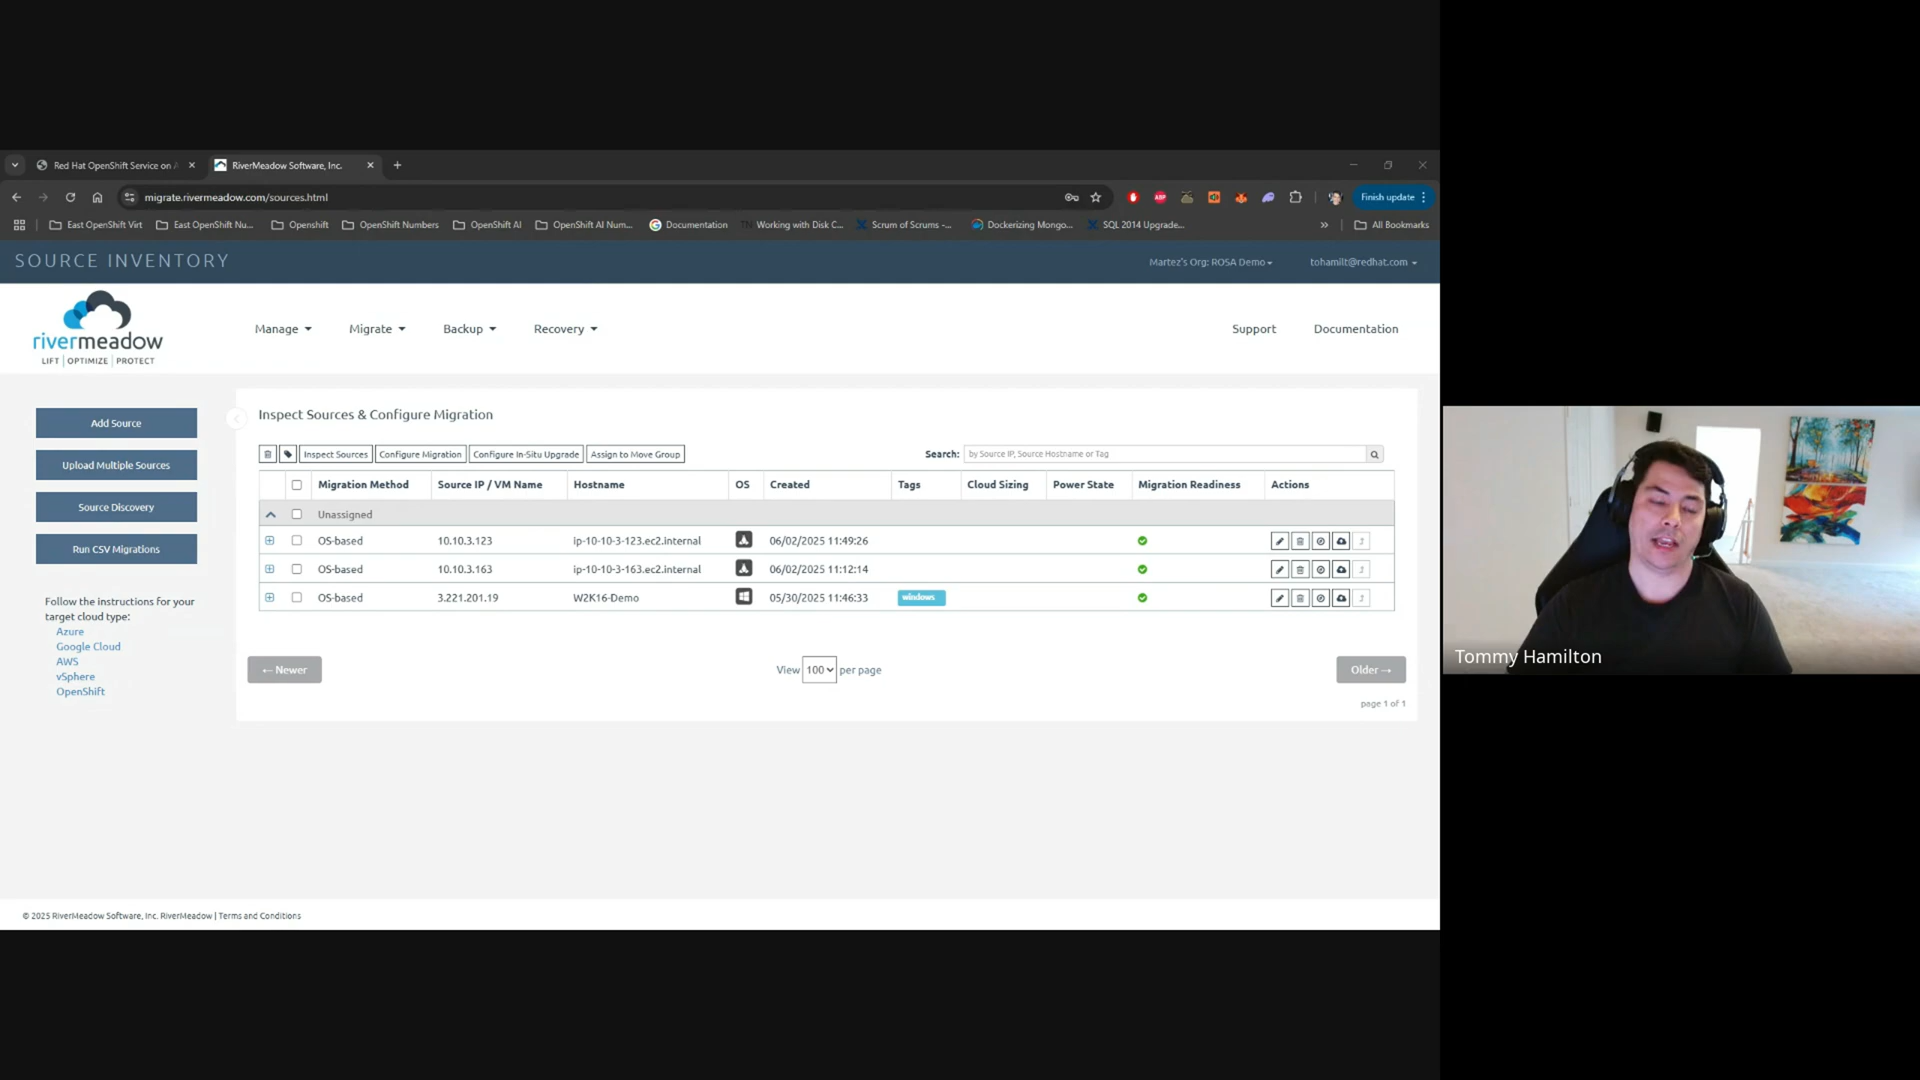 Red Hat OpenShift Service on A
RiverMeadow Software, Inc.
migrate.rivermeadow.com/sources.html
Finish update
East OpenShift Virt
East OpenShift Nu...
Openshift
OpenShift Numbers
OpenShift AI
OpenShift AI Num...
Documentation
Working with Disk C...
Scrum of Scrums -...
Dockerizing Mongo...
SQL 2014 Upgrade...
All Bookmarks
SOURCE INVENTORY
Martez's Org: ROSA Demo
tohamilt@redhat.com
rivermeadow
LIFT | OPTIMIZE | PROTECT
Manage
Migrate
Backup
Recovery
Support
Documentation
Add Source
Upload Multiple Sources
Source Discovery
Run CSV Migrations
Follow the instructions for your
target cloud type:
Azure
Google Cloud
AWS
vSphere
OpenShift
Inspect Sources & Configure Migration
Inspect Sources Configure Migration Configure In-Situ Upgrade Assign to Move Group
Search: by Source IP, Source Hostname or Tag
Migration Method Source IP / VM Name Hostname OS Created Tags Cloud Sizing Power State Migration Readiness Actions
Unassigned
OS-based 10.10.3.123 ip-10-10-3-123.ec2.internal 06/02/2025 11:49:26
OS-based 10.10.3.163 ip-10-10-3-163.ec2.internal 06/02/2025 11:12:14
OS-based 3.221.201.19 W2K16-Demo 05/30/2025 11:46:33 windows
← Newer
View 100 per page
Older →
page 1 of 1
© 2025 RiverMeadow Software, Inc. RiverMeadow | Terms and Conditions
Tommy Hamilton